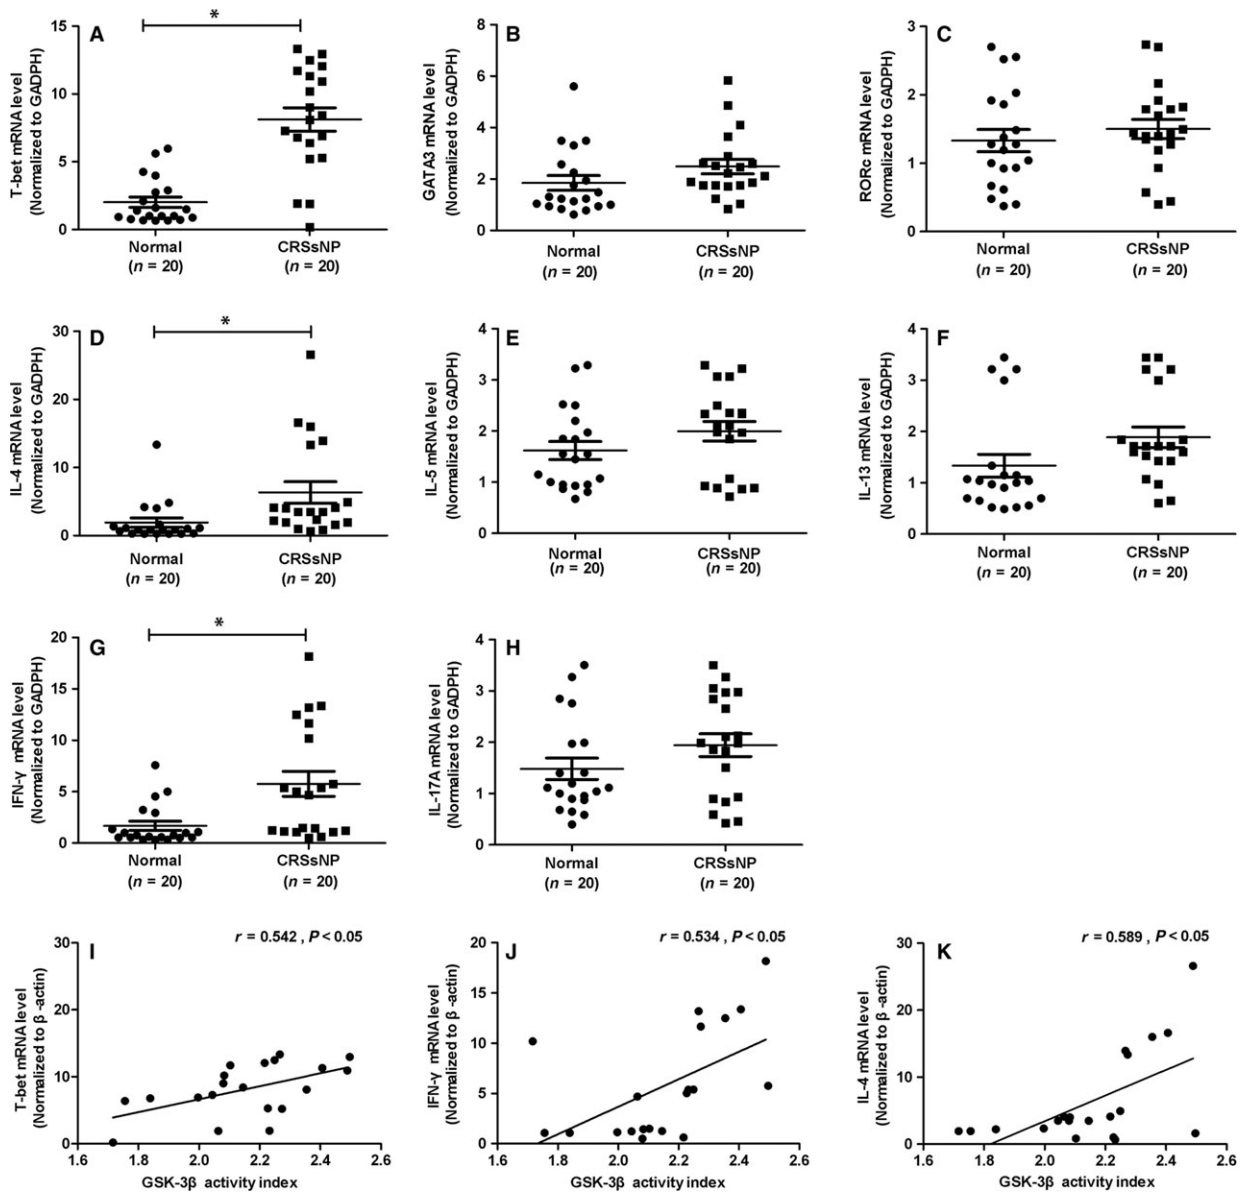 A
*
T-bet mRNA level
(Normalized to GADPH)
15
10
5
0
Normal
(n = 20)
CRSsNP
(n = 20)
B
GATA3 mRNA level
(Normalized to GADPH)
8
6
4
2
0
Normal
(n = 20)
CRSsNP
(n = 20)
C
RORc mRNA level
(Normalized to GADPH)
3
2
1
0
Normal
(n = 20)
CRSsNP
(n = 20)
D
*
IL-4 mRNA level
(Normalized to GADPH)
30
20
10
0
Normal
(n = 20)
CRSsNP
(n = 20)
E
IL-5 mRNA level
(Normalized to GADPH)
4
3
2
1
0
Normal
(n = 20)
CRSsNP
(n = 20)
F
IL-13 mRNA level
(Normalized to GADPH)
4
3
2
1
0
Normal
(n = 20)
CRSsNP
(n = 20)
G
*
IFN-γ mRNA level
(Normalized to GADPH)
20
15
10
5
0
Normal
(n = 20)
CRSsNP
(n = 20)
H
IL-17A mRNA level
(Normalized to GADPH)
4
3
2
1
0
Normal
(n = 20)
CRSsNP
(n = 20)
I
r = 0.542 , P < 0.05
T-bet mRNA level
(Normalized to β -actin)
30
20
10
0
1.6 1.8 2.0 2.2 2.4 2.6
GSK-3β activity index
J
r = 0.534 , P < 0.05
IFN-γ mRNA level
(Normalized to β -actin)
20
15
10
5
0
1.6 1.8 2.0 2.2 2.4 2.6
GSK-3β activity index
K
r = 0.589 , P < 0.05
IL-4 mRNA level
(Normalized to β -actin)
30
20
10
0
1.6 1.8 2.0 2.2 2.4 2.6
GSK-3β activity index